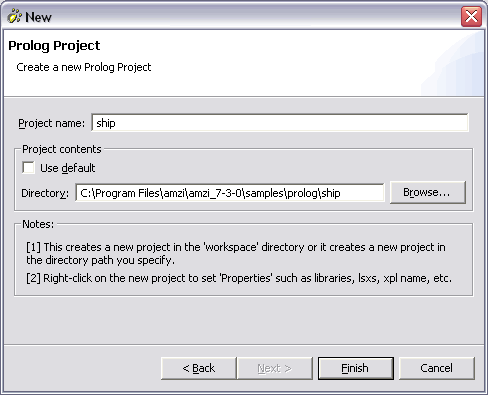 New
Prolog Project
Create a new Prolog Project
Project name: ship
Project contents
Use default
Directory: C:\Program Files\amzi\amzi_7-3-0\samples\prolog\ship Browse...
Notes:
[1] This creates a new project in the 'workspace' directory or it creates a new project in
the directory path you specify.
[2] Right-click on the new project to set 'Properties' such as libraries, lsxs, xpl name, etc.
< Back Next > Finish Cancel